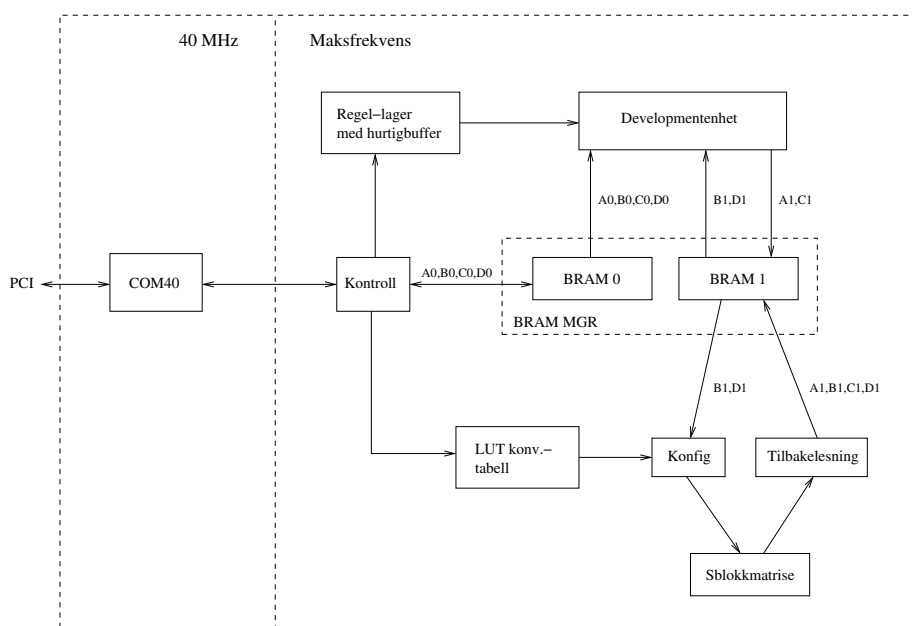 40 MHz
Maksfrekvens
Regel-lager
med hurtigbuffer
Developmentenhet
A0,B0,C0,D0
B1,D1
A1,C1
PCI
COM40
Kontroll
A0,B0,C0,D0
BRAM 0
BRAM 1
BRAM MGR
B1,D1
A1,B1,C1,D1
LUT konv.-
tabell
Konfig
Tilbakelesning
Sblokkmatrise